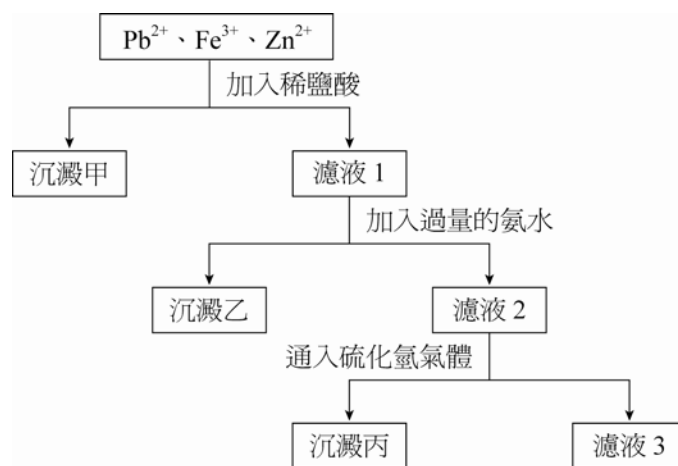 Pb²⁺、Fe³⁺、Zn²⁺
加入稀鹽酸
沉澱甲
濾液 1
加入過量的氨水
沉澱乙
濾液 2
通入硫化氫氣體
沉澱丙
濾液 3